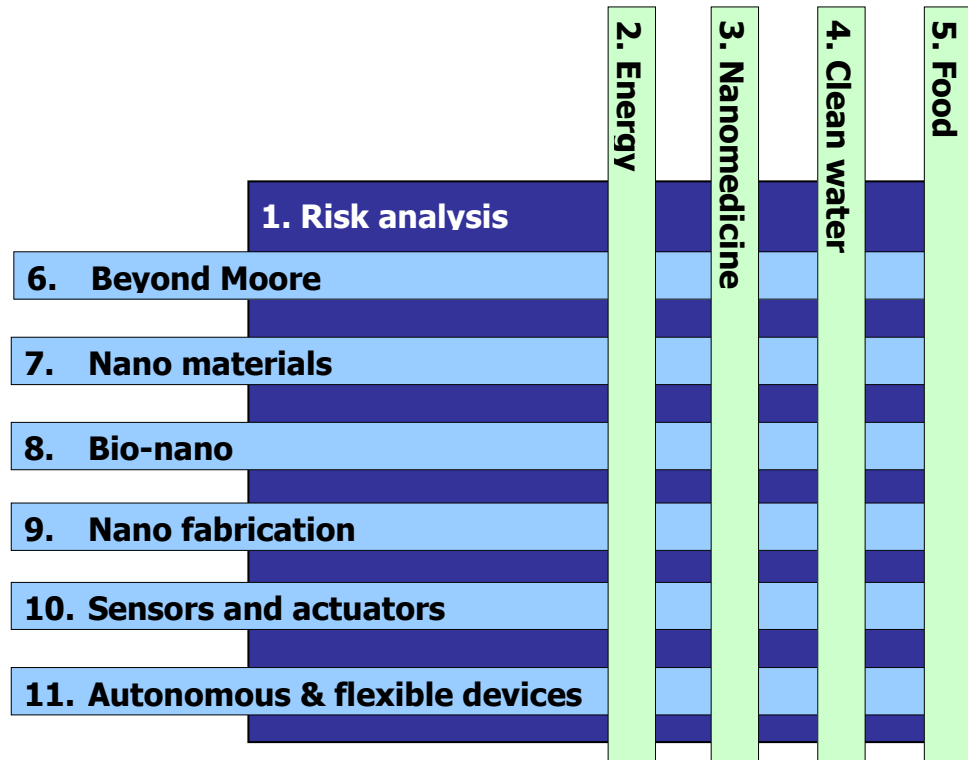 2. Energy
3. Nanomedicine
4. Clean water
5. Food
1. Risk analysis
6. Beyond Moore
7. Nano materials
8. Bio-nano
9. Nano fabrication
10. Sensors and actuators
11. Autonomous & flexible devices